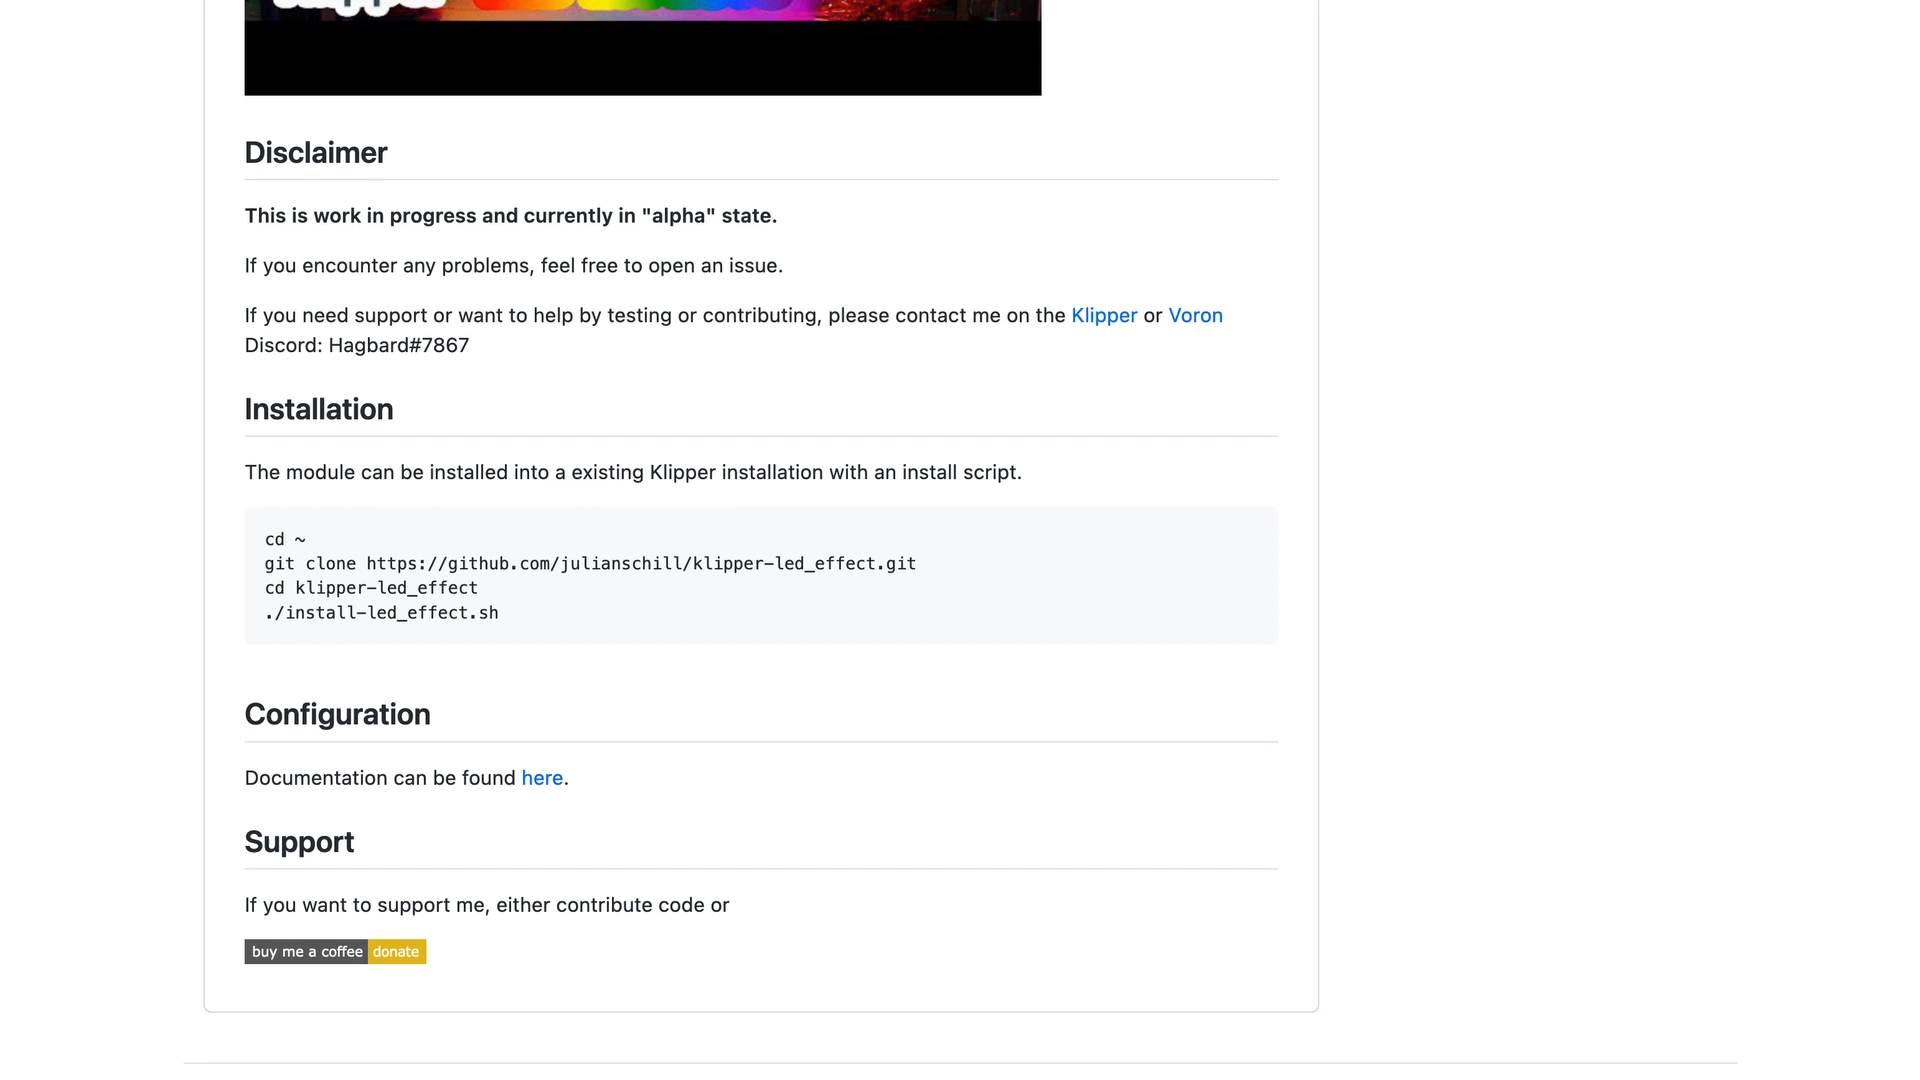 Disclaimer
This is work in progress and currently in "alpha" state.
If you encounter any problems, feel free to open an issue.
If you need support or want to help by testing or contributing, please contact me on the Klipper or Voron
Discord: Hagbard#7867
Installation
The module can be installed into a existing Klipper installation with an install script.
cd ~
git clone https://github.com/julianschill/klipper-led_effect.git
cd klipper-led_effect
./install-led_effect.sh
Configuration
Documentation can be found here.
Support
If you want to support me, either contribute code or
buy me a coffee donate